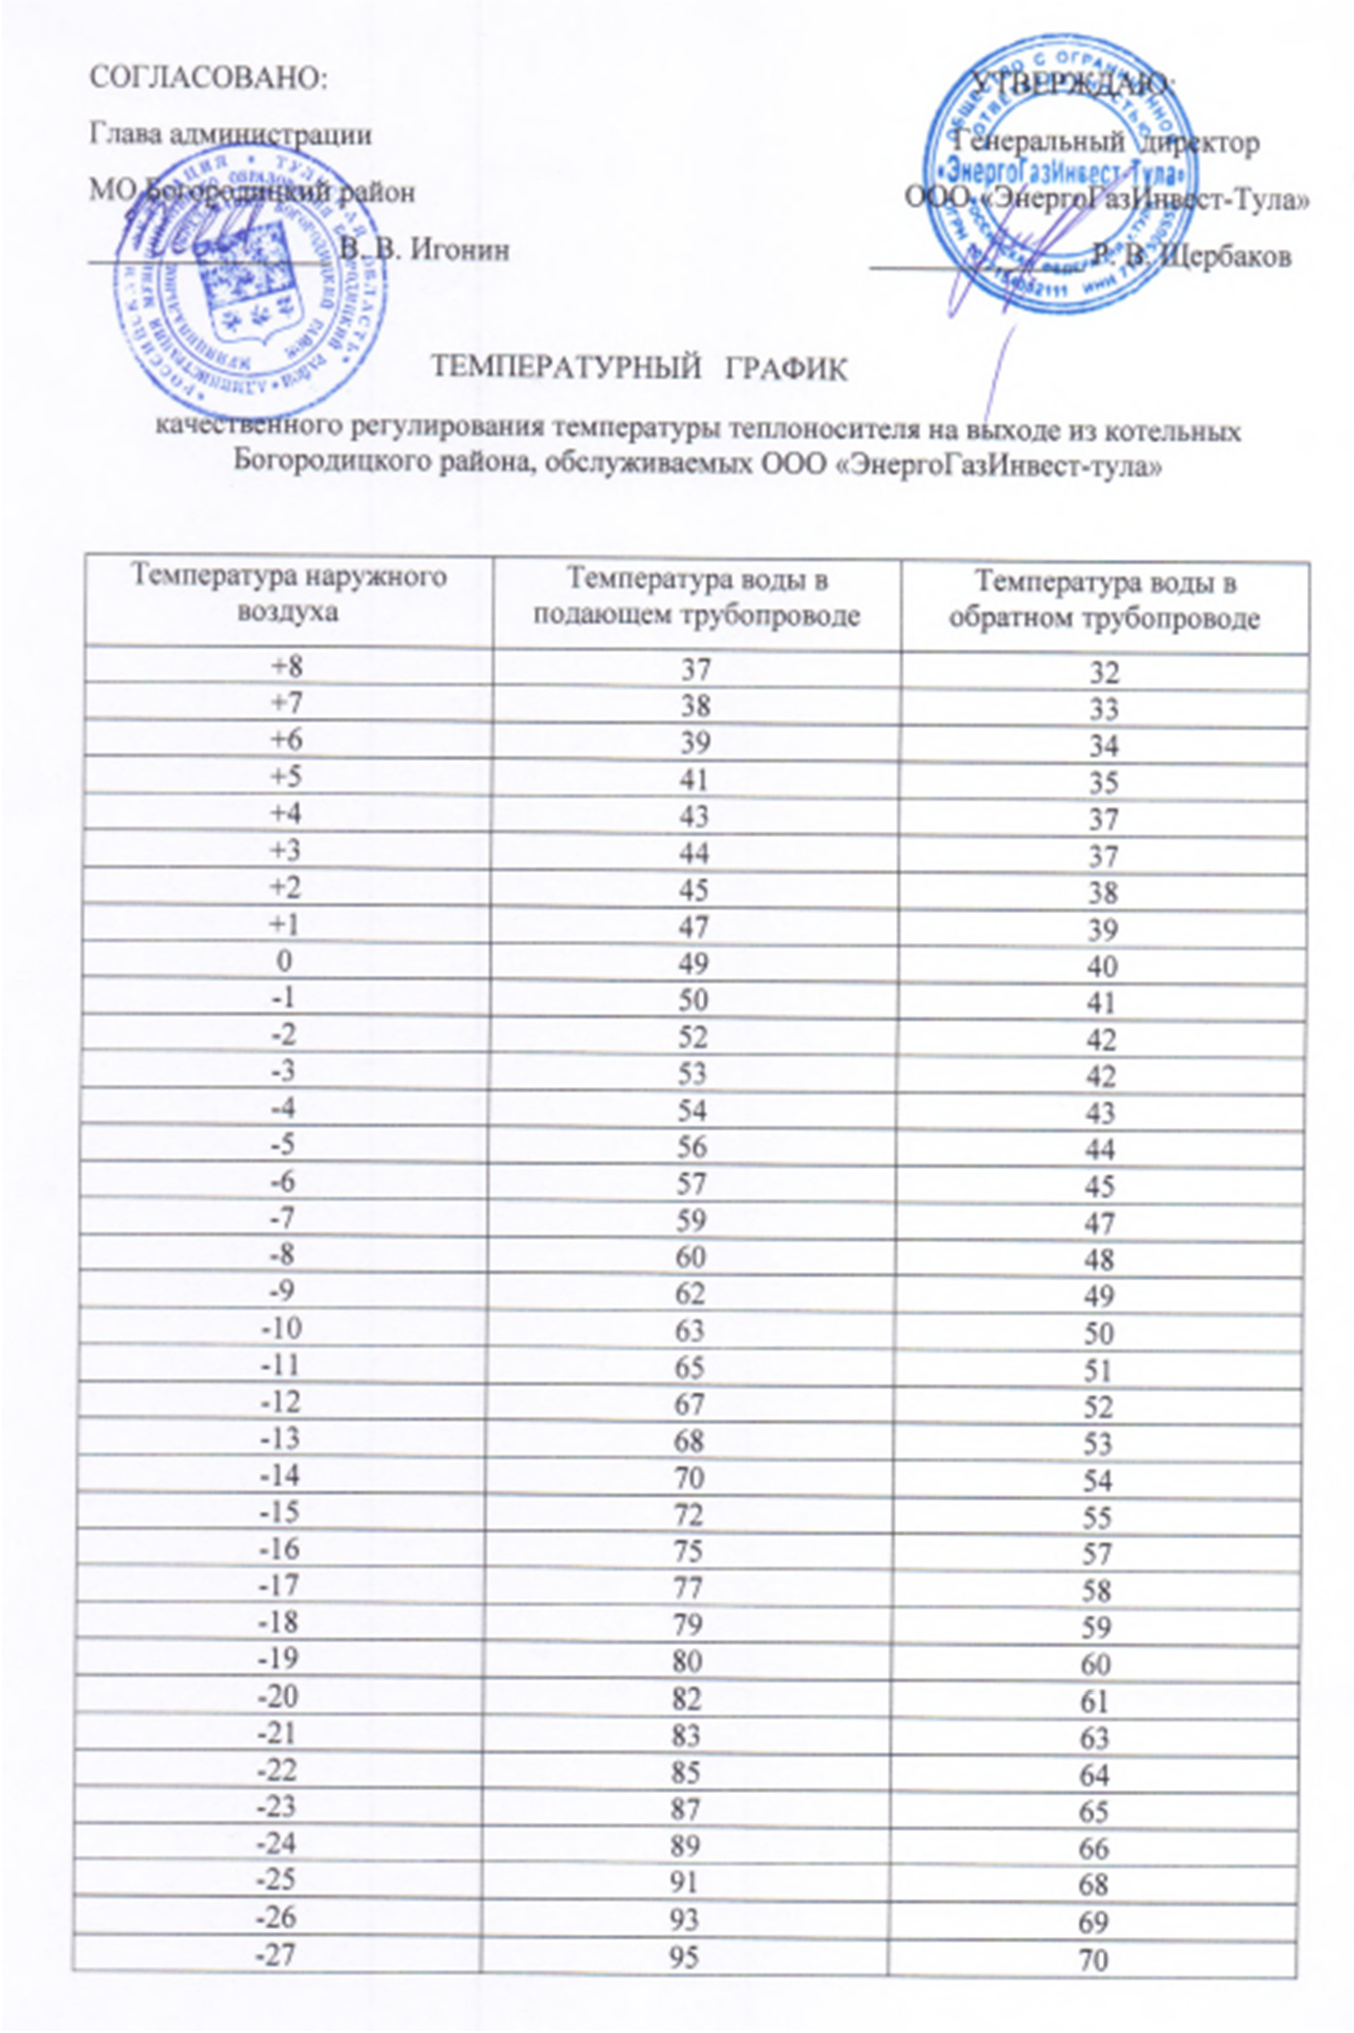 СОГЛАСОВАНО:
Глава администрации
МО Богородицкий район
В. В. Игонин
УТВЕРЖДАЮ:
Генеральный директор
ООО «ЭнергоГазИнвест-Тула»
Р. В. Щербаков
ОБЩЕСТВО С ОГРАНИЧЕННОЙ
ОТВЕТСТВЕННОСТЬЮ
«ЭнергоГазИнвест-Тула»
ТЕМПЕРАТУРНЫЙ ГРАФИК
качественного регулирования температуры теплоносителя на выходе из котельных
Богородицкого района, обслуживаемых ООО «ЭнергоГазИнвест-тула»
Температура наружного воздуха Температура воды в подающем трубопроводе Температура воды в обратном трубопроводе
+8 37 32
+7 38 33
+6 39 34
+5 41 35
+4 43 37
+3 44 37
+2 45 38
+1 47 39
0 49 40
-1 50 41
-2 52 42
-3 53 42
-4 54 43
-5 56 44
-6 57 45
-7 59 47
-8 60 48
-9 62 49
-10 63 50
-11 65 51
-12 67 52
-13 68 53
-14 70 54
-15 72 55
-16 75 57
-17 77 58
-18 79 59
-19 80 60
-20 82 61
-21 83 63
-22 85 64
-23 87 65
-24 89 66
-25 91 68
-26 93 69
-27 95 70